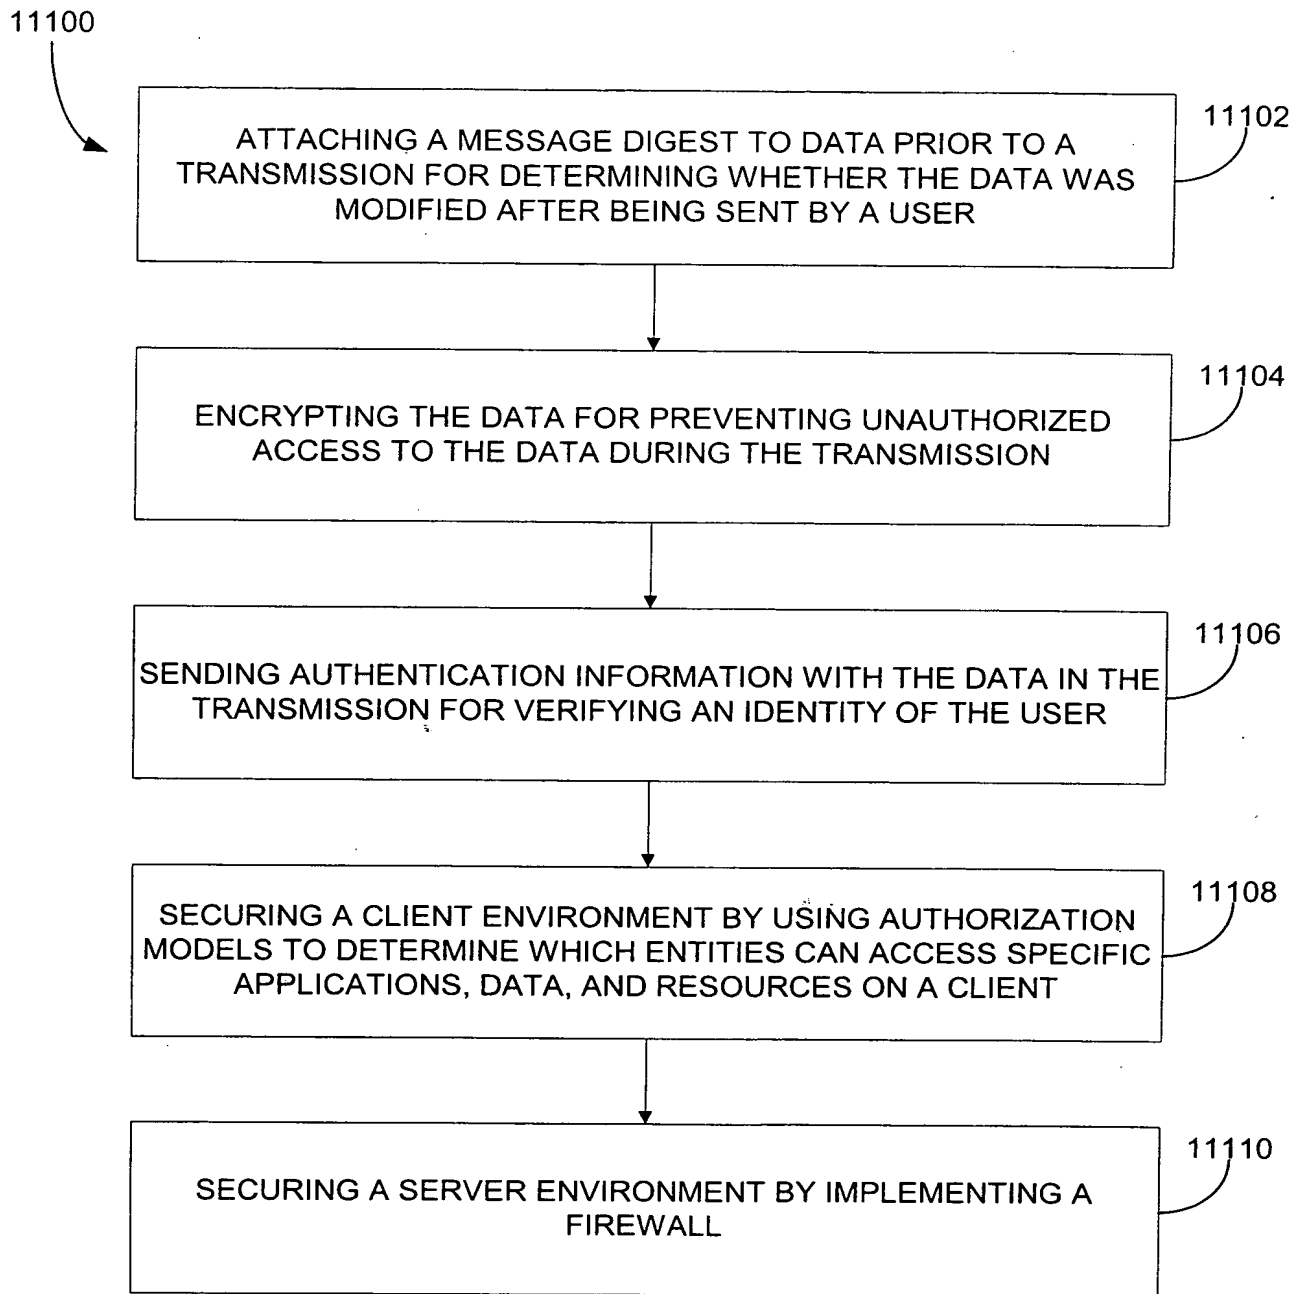 11100
ATTACHING A MESSAGE DIGEST TO DATA PRIOR TO A
TRANSMISSION FOR DETERMINING WHETHER THE DATA WAS
MODIFIED AFTER BEING SENT BY A USER
11102
ENCRYPTING THE DATA FOR PREVENTING UNAUTHORIZED
ACCESS TO THE DATA DURING THE TRANSMISSION
11104
SENDING AUTHENTICATION INFORMATION WITH THE DATA IN THE
TRANSMISSION FOR VERIFYING AN IDENTITY OF THE USER
11106
SECURING A CLIENT ENVIRONMENT BY USING AUTHORIZATION
MODELS TO DETERMINE WHICH ENTITIES CAN ACCESS SPECIFIC
APPLICATIONS, DATA, AND RESOURCES ON A CLIENT
11108
SECURING A SERVER ENVIRONMENT BY IMPLEMENTING A
FIREWALL
11110